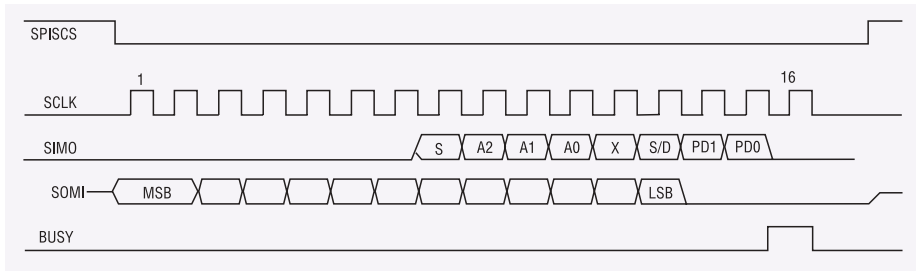 SPISCS
1 16
SCLK
SIMO S A2 A1 A0 X S/D PD1 PD0
SOMI MSB LSB
BUSY